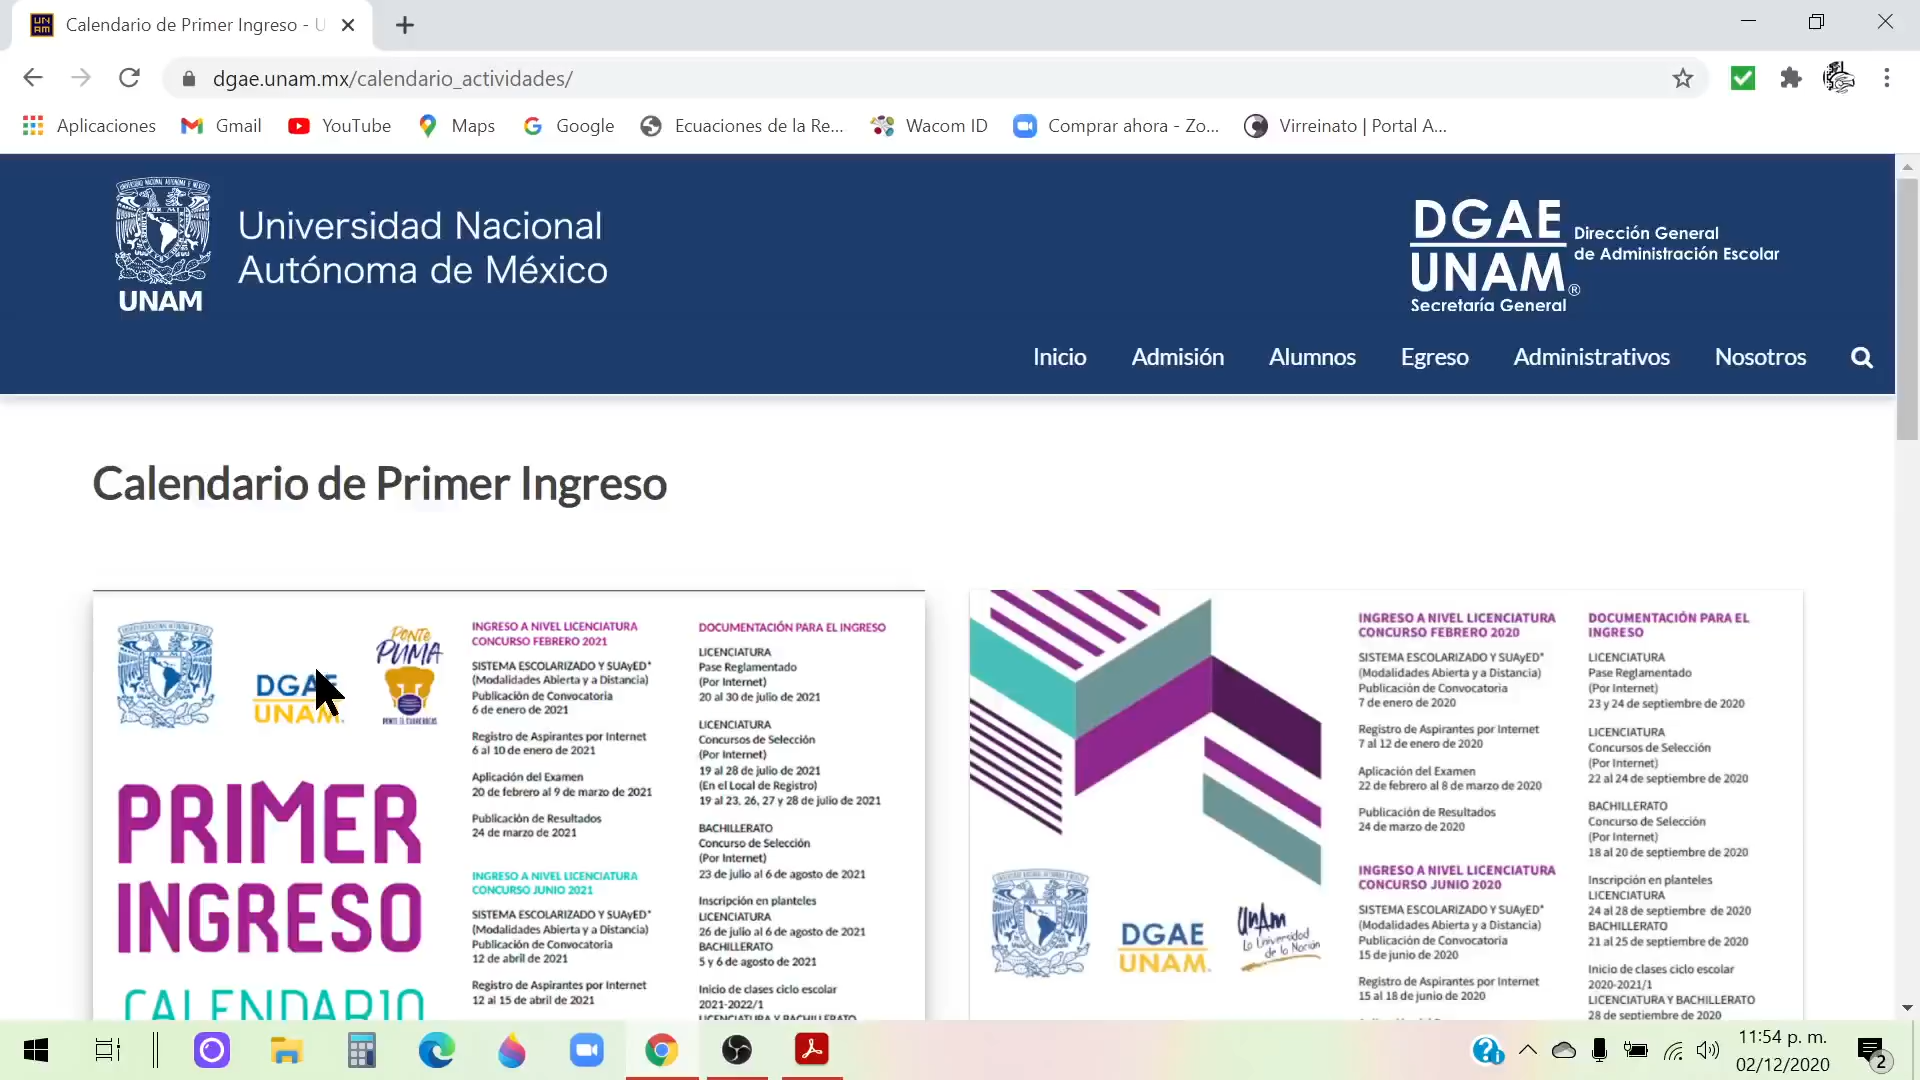 Calendario de Primer Ingreso - U
dgae.unam.mx/calendario_actividades/
Aplicaciones
Gmail
YouTube
Maps
Google
Ecuaciones de la Re...
Wacom ID
Comprar ahora - Zo...
Virreinato | Portal A...
UNAM
Universidad Nacional
Autónoma de México
DGAE
UNAM®
Secretaría General
Dirección General
de Administración Escolar
Inicio
Admisión
Alumnos
Egreso
Administrativos
Nosotros
Calendario de Primer Ingreso
DGAE
UNAM
PONTE
PUMA
PONTE EL CUBREBOCAS
PRIMER
INGRESO
CALENDARIO
INGRESO A NIVEL LICENCIATURA
CONCURSO FEBRERO 2021
SISTEMA ESCOLARIZADO Y SUAyED*
(Modalidades Abierta y a Distancia)
Publicación de Convocatoria
6 de enero de 2021
Registro de Aspirantes por Internet
6 al 10 de enero de 2021
Aplicación del Examen
20 de febrero al 9 de marzo de 2021
Publicación de Resultados
24 de marzo de 2021
INGRESO A NIVEL LICENCIATURA
CONCURSO JUNIO 2021
SISTEMA ESCOLARIZADO Y SUAyED*
(Modalidades Abierta y a Distancia)
Publicación de Convocatoria
12 de abril de 2021
Registro de Aspirantes por Internet
12 al 15 de abril de 2021
DOCUMENTACIÓN PARA EL INGRESO
LICENCIATURA
Pase Reglamentado
(Por Internet)
20 al 30 de julio de 2021
LICENCIATURA
Concursos de Selección
(Por Internet)
19 al 28 de julio de 2021
(En el Local de Registro)
19 al 23, 26, 27 y 28 de julio de 2021
BACHILLERATO
Concurso de Selección
(Por Internet)
23 de julio al 6 de agosto de 2021
Inscripción en planteles
LICENCIATURA
26 de julio al 6 de agosto de 2021
BACHILLERATO
5 y 6 de agosto de 2021
Inicio de clases ciclo escolar
2021-2022/1
LICENCIATURA Y BACHILLERATO
DGAE
UNAM
UnAm
La Universidad
de la Nación
INGRESO A NIVEL LICENCIATURA
CONCURSO FEBRERO 2020
SISTEMA ESCOLARIZADO Y SUAyED*
(Modalidades Abierta y a Distancia)
Publicación de Convocatoria
7 de enero de 2020
Registro de Aspirantes por Internet
7 al 12 de enero de 2020
Aplicación del Examen
22 de febrero al 8 de marzo de 2020
Publicación de Resultados
24 de marzo de 2020
INGRESO A NIVEL LICENCIATURA
CONCURSO JUNIO 2020
SISTEMA ESCOLARIZADO Y SUAyED*
(Modalidades Abierta y a Distancia)
Publicación de Convocatoria
15 de junio de 2020
Registro de Aspirantes por Internet
15 al 18 de junio de 2020
DOCUMENTACIÓN PARA EL
INGRESO
LICENCIATURA
Pase Reglamentado
(Por Internet)
23 y 24 de septiembre de 2020
LICENCIATURA
Concursos de Selección
(Por Internet)
22 al 24 de septiembre de 2020
BACHILLERATO
Concurso de Selección
(Por Internet)
18 al 20 de septiembre de 2020
Inscripción en planteles
LICENCIATURA
24 al 28 de septiembre de 2020
BACHILLERATO
21 al 25 de septiembre de 2020
Inicio de clases ciclo escolar
2020-2021/1
LICENCIATURA Y BACHILLERATO
28 de septiembre de 2020
11:54 p. m.
02/12/2020
2